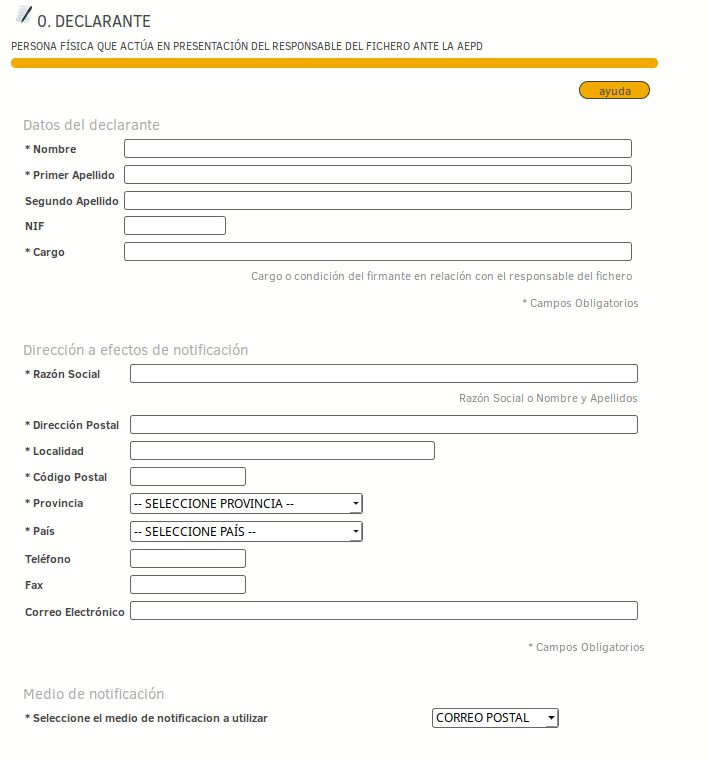 0. DECLARANTE
PERSONA FÍSICA QUE ACTÚA EN PRESENTACIÓN DEL RESPONSABLE DEL FICHERO ANTE LA AEPD
ayuda
Datos del declarante
* Nombre
* Primer Apellido
Segundo Apellido
NIF
* Cargo
Cargo o condición del firmante en relación con el responsable del fichero
* Campos Obligatorios
Dirección a efectos de notificación
* Razón Social
Razón Social o Nombre y Apellidos
* Dirección Postal
* Localidad
* Código Postal
* Provincia -- SELECCIONE PROVINCIA --
* País -- SELECCIONE PAÍS --
Teléfono
Fax
Correo Electrónico
* Campos Obligatorios
Medio de notificación
* Seleccione el medio de notificacion a utilizar CORREO POSTAL